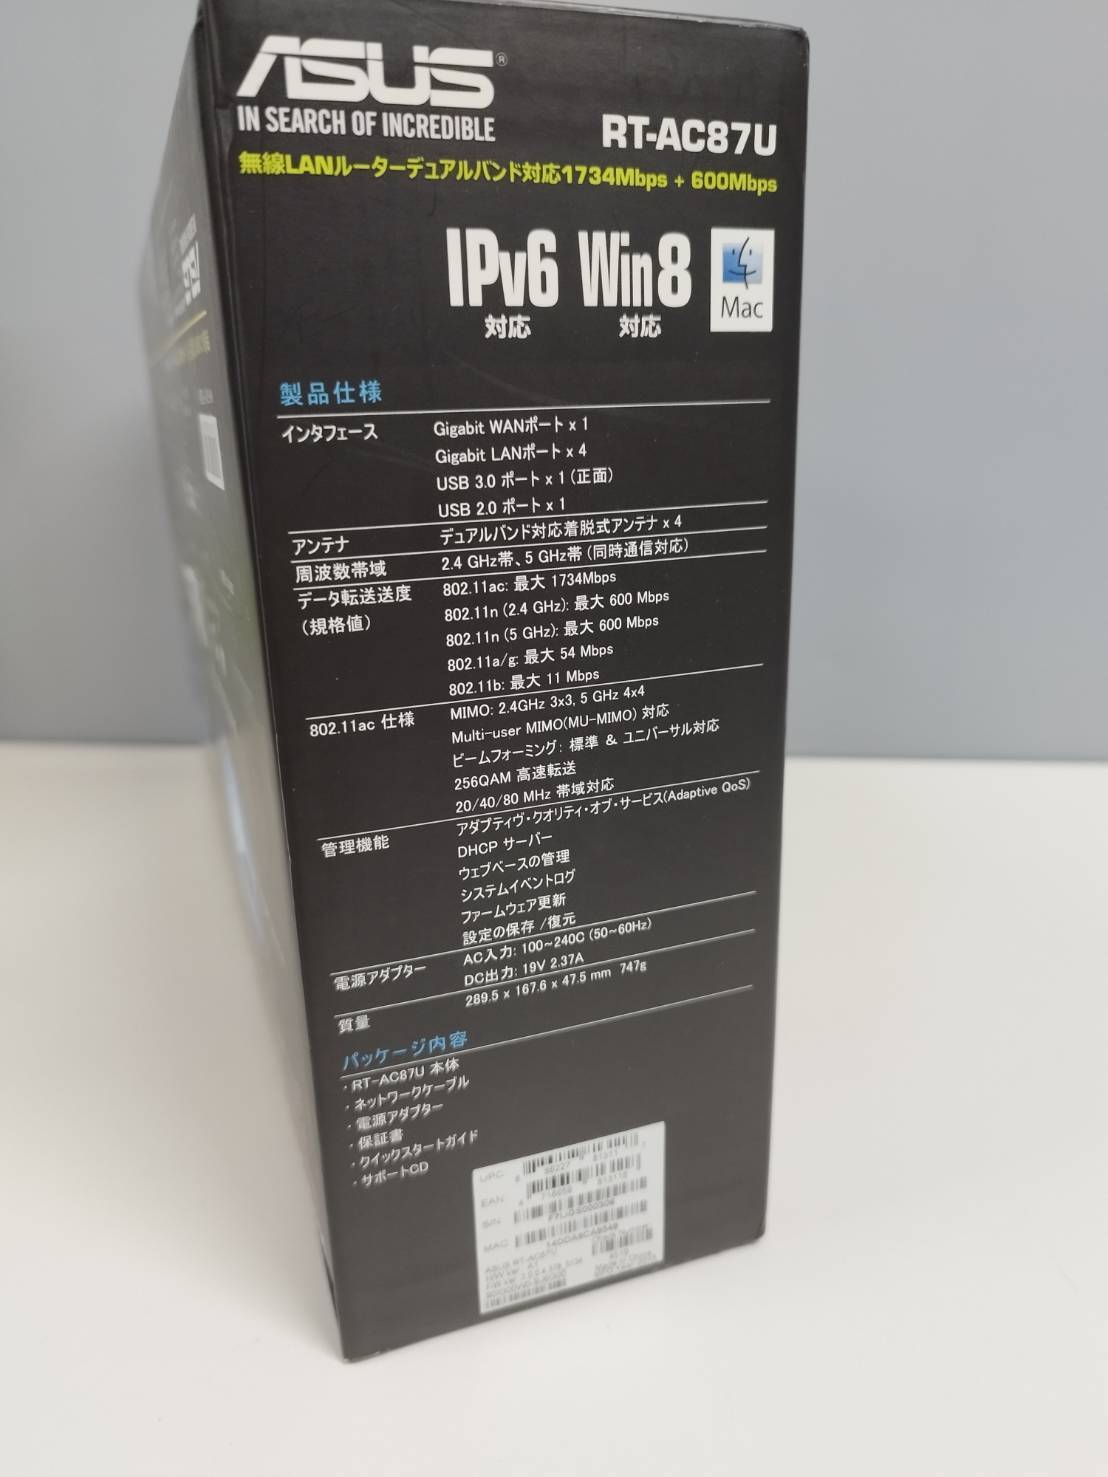 ASUS®
IN SEARCH OF INCREDIBLE
RT-AC87U
無線LANルーターデュアルバンド対応1734Mbps + 600Mbps
IPv6 対応
Win8 対応
Mac
製品仕様
インタフェース Gigabit WANポート x 1
Gigabit LANポート x 4
USB 3.0 ポート x 1 (正面)
USB 2.0 ポート x 1
アンテナ デュアルバンド対応着脱式アンテナ x 4
周波数帯域 2.4 GHz帯、5 GHz帯 (同時通信対応)
データ転送送度 802.11ac: 最大 1734Mbps
(規格値) 802.11n (2.4 GHz): 最大 600 Mbps
802.11n (5 GHz): 最大 600 Mbps
802.11a/g: 最大 54 Mbps
802.11b: 最大 11 Mbps
802.11ac 仕様 MIMO: 2.4GHz 3x3, 5 GHz 4x4
Multi-user MIMO(MU-MIMO) 対応
ビームフォーミング: 標準 & ユニバーサル対応
256QAM 高速転送
20/40/80 MHz 帯域対応
管理機能 アダプティヴ・クオリティ・オブ・サービス(Adaptive QoS)
DHCP サーバー
ウェブベースの管理
システムイベントログ
ファームウェア更新
設定の保存 /復元
電源アダプター AC入力: 100~240C (50~60Hz)
DC出力: 19V 2.37A
質量 289.5 x 167.6 x 47.5 mm 747g
パッケージ内容
・RT-AC87U 本体
・ネットワークケーブル
・電源アダプター
・保証書
・クイックスタートガイド
・サポートCD
UPC:
EAN:
S/N:
MAC:
ASUS RT-AC87U